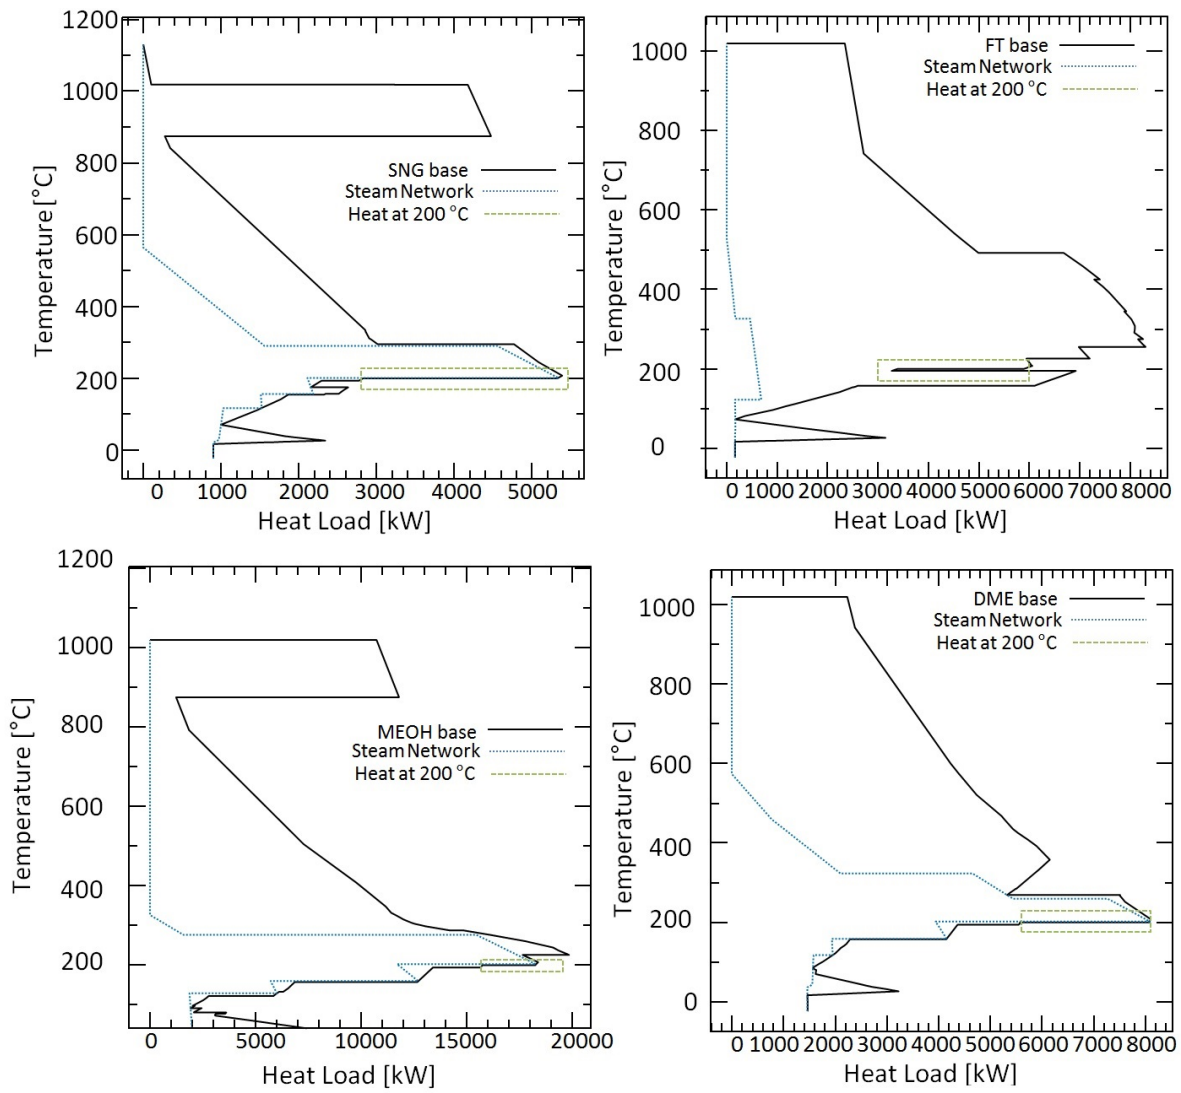 1200
1000
800
600
400
200
0
Temperature [°C]
SNG base
Steam Network
Heat at 200 °C
0 1000 2000 3000 4000 5000
Heat Load [kW]
1000
800
600
400
200
0
Temperature [°C]
FT base
Steam Network
Heat at 200 °C
0 1000 2000 3000 4000 5000 6000 7000 8000
Heat Load [kW]
1200
1000
800
600
400
200
Temperature [°C]
MEOH base
Steam Network
Heat at 200 °C
0 5000 10000 15000 20000
Heat Load [kW]
1000
800
600
400
200
0
Temperature [°C]
DME base
Steam Network
Heat at 200 °C
0 1000 2000 3000 4000 5000 6000 7000 8000
Heat Load [kW]